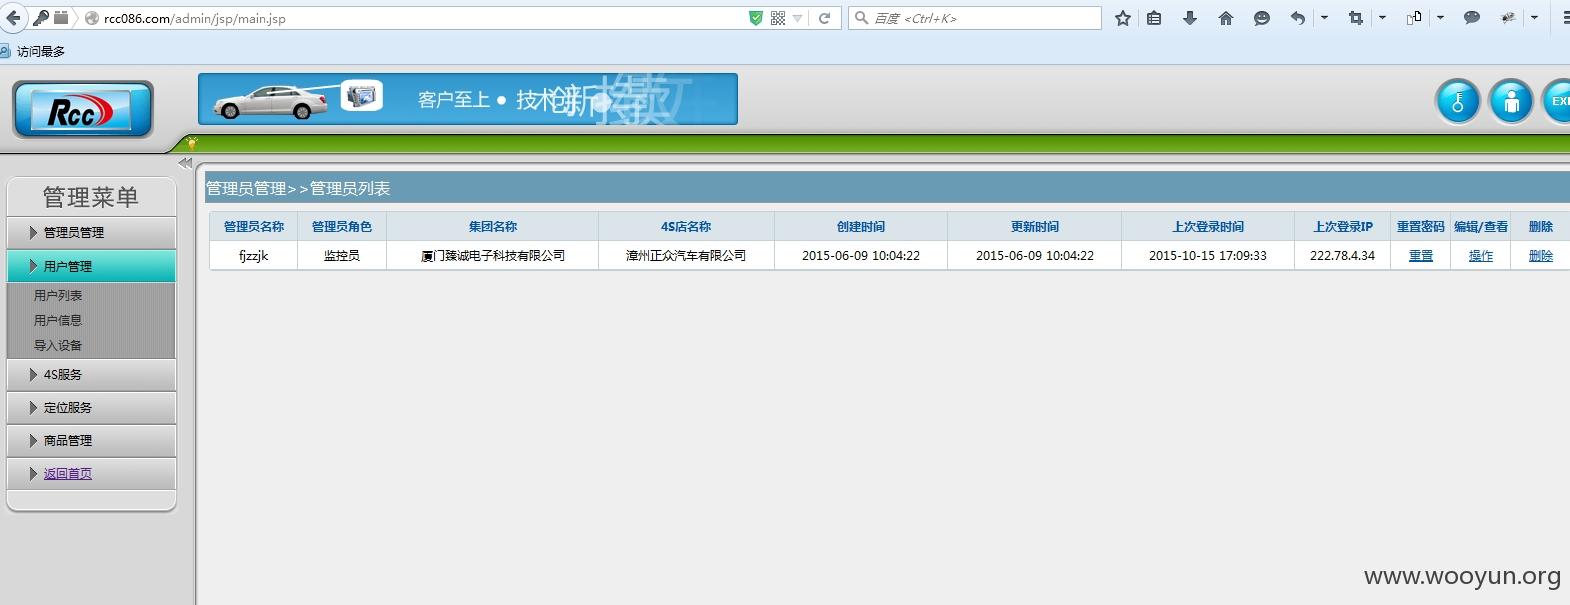 rcc086.com/admin/jsp/main.jsp
百度 <Ctrl+K>
访问最多
Rcc
客户至上 • 技术创新
EX
管理菜单
管理员管理
用户管理
用户列表
用户信息
导入设备
4S服务
定位服务
商品管理
返回首页
管理员管理>>管理员列表
管理员名称 管理员角色 集团名称 4S店名称 创建时间 更新时间 上次登录时间 上次登录IP 重置密码 编辑/查看 删除
fjzzjk 监控员 厦门臻诚电子科技有限公司 漳州正众汽车有限公司 2015-06-09 10:04:22 2015-06-09 10:04:22 2015-10-15 17:09:33 222.78.4.34 重置 操作 删除
www.wooyun.org